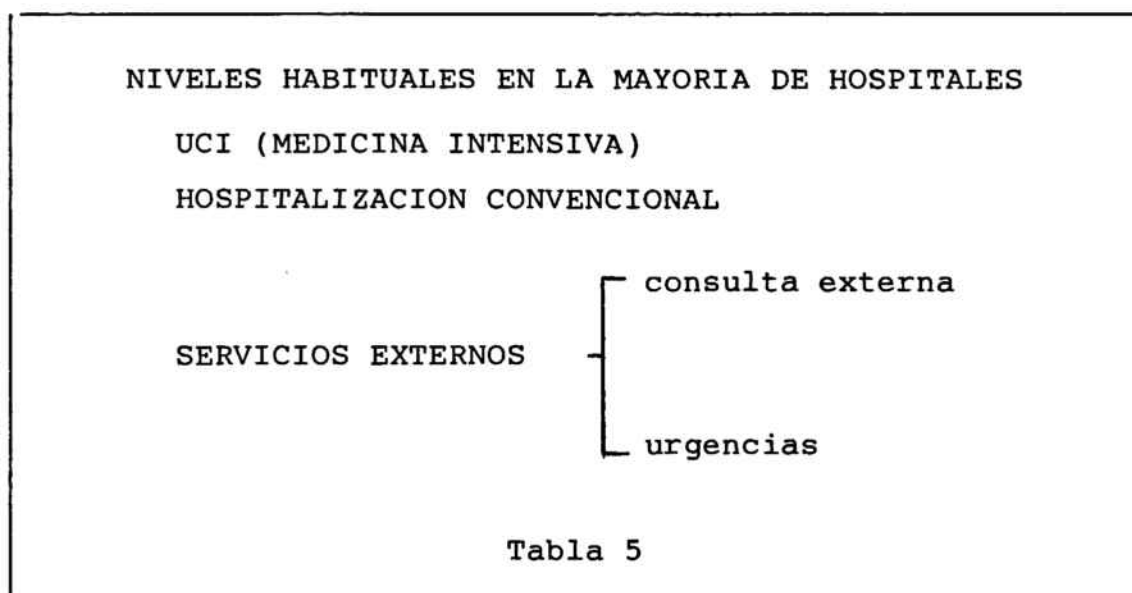 NIVELES HABITUALES EN LA MAYORIA DE HOSPITALES
UCI (MEDICINA INTENSIVA)
HOSPITALIZACION CONVENCIONAL
consulta externa
SERVICIOS EXTERNOS
urgencias
Tabla 5